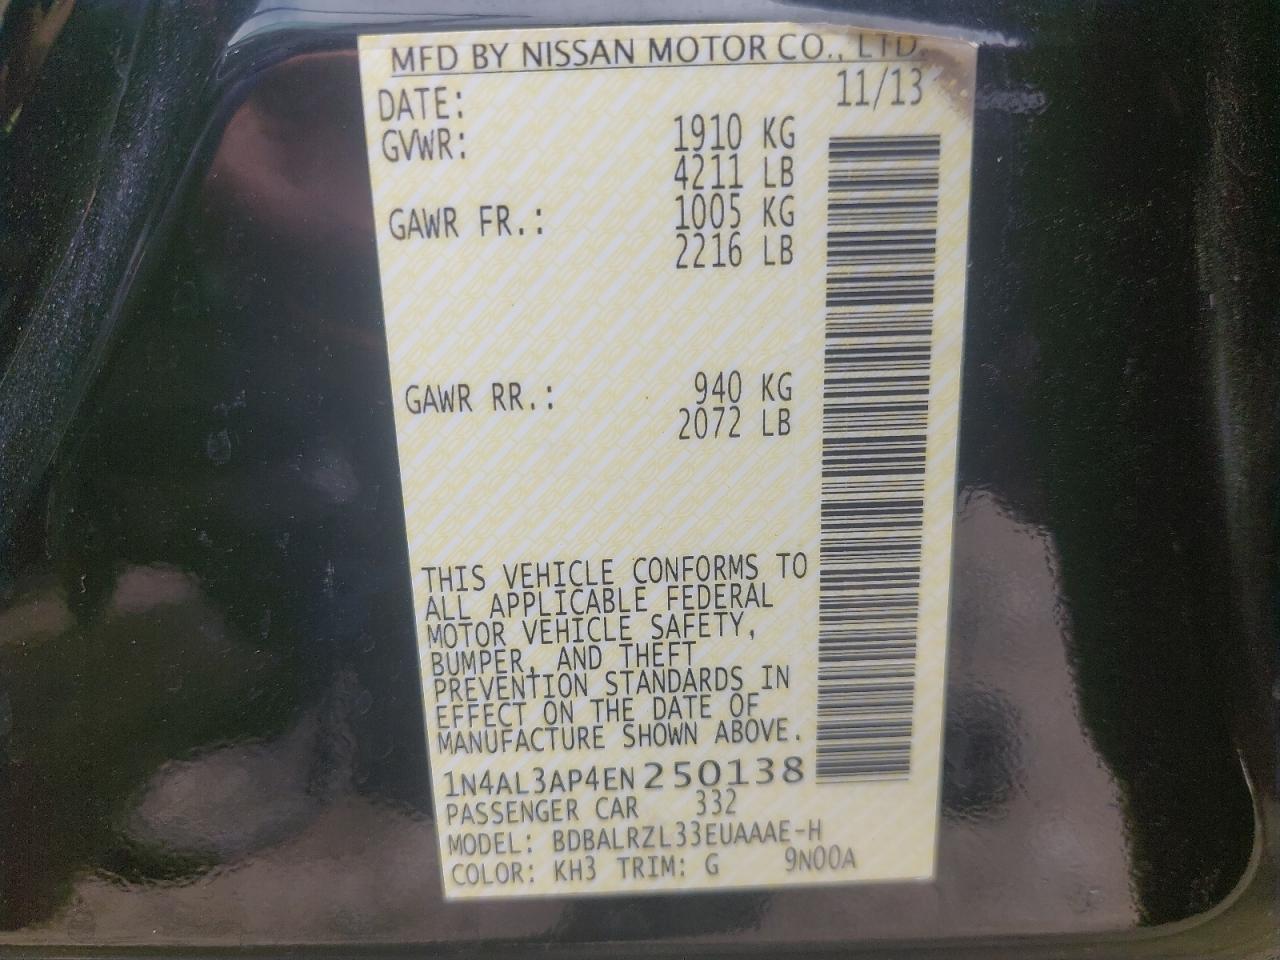 MFD BY NISSAN MOTOR CO., LTD.
DATE: 11/13
GVWR: 1910 KG
4211 LB
GAWR FR.: 1005 KG
2216 LB
GAWR RR.: 940 KG
2072 LB
THIS VEHICLE CONFORMS TO
ALL APPLICABLE FEDERAL
MOTOR VEHICLE SAFETY,
BUMPER, AND THEFT
PREVENTION STANDARDS IN
EFFECT ON THE DATE OF
MANUFACTURE SHOWN ABOVE.
1N4AL3AP4EN250138
PASSENGER CAR 332
MODEL: BDBALRZL33EUAAAE-H
COLOR: KH3 TRIM: G 9N00A